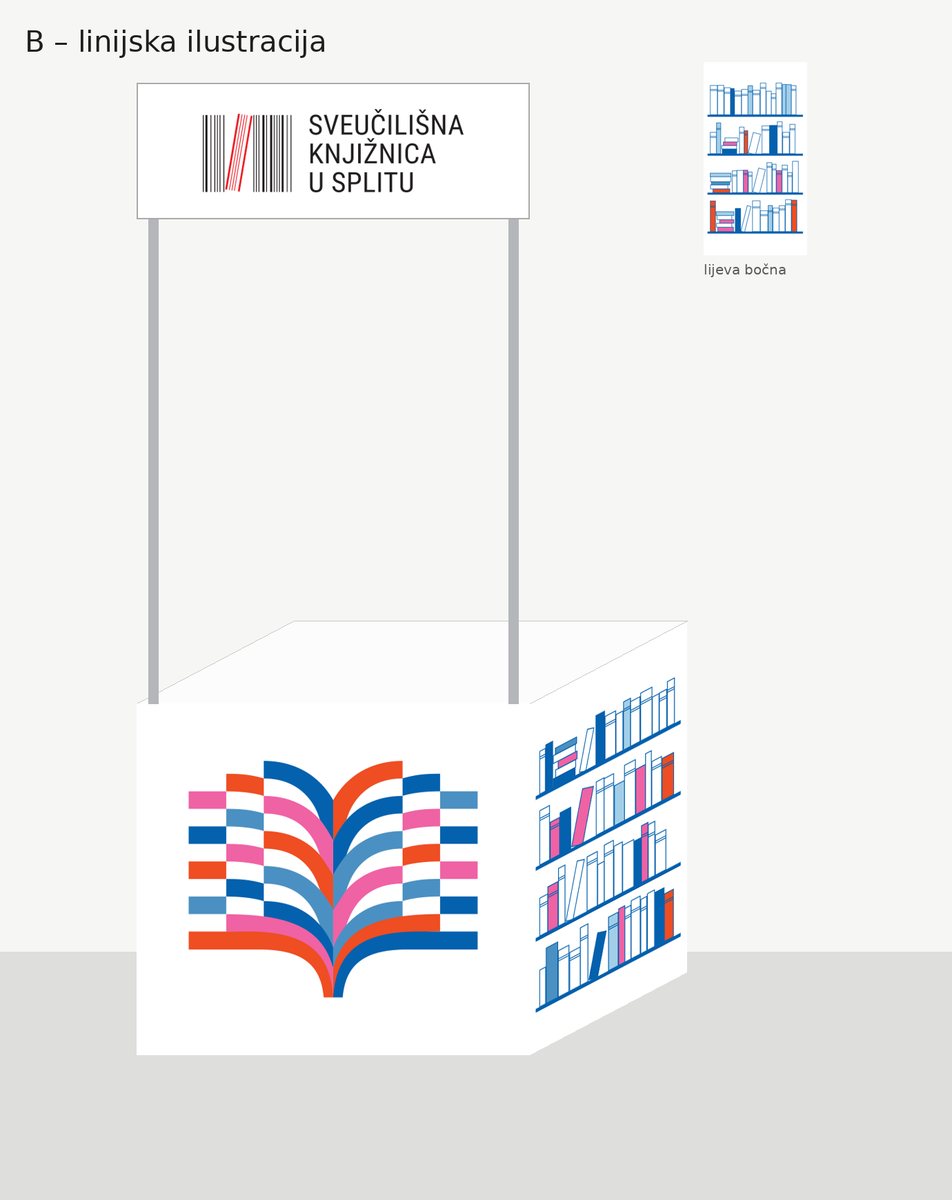 B – linijska ilustracija
SVEUČILIŠNA
KNJIŽNICA
U SPLITU
lijeva bočna